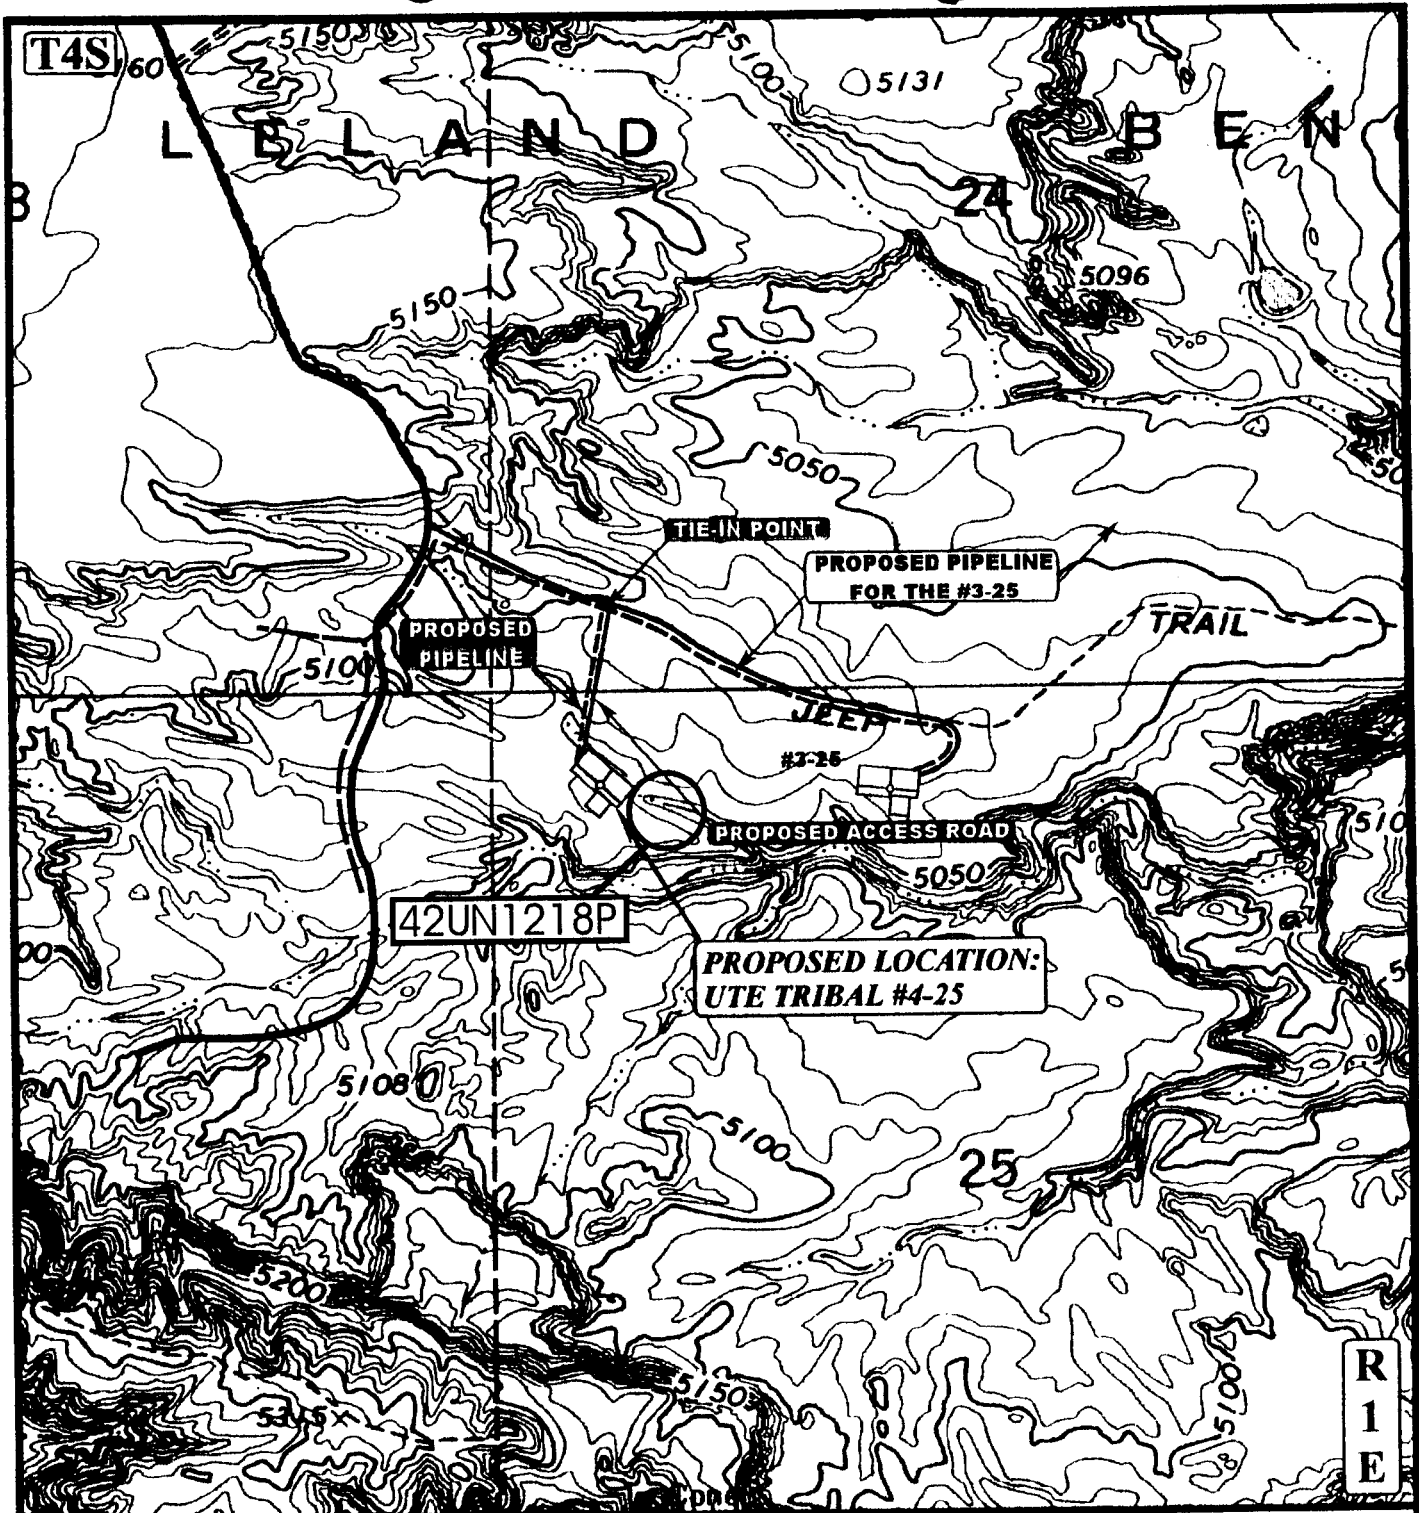 T4S
5150
5100
5131
L E L A N D
B E N
24
5096
5150
5050
TIE-IN POINT
PROPOSED PIPELINE
FOR THE #3-25
TRAIL
PROPOSED
PIPELINE
5100
JEEP
#3-25
PROPOSED ACCESS ROAD
510
5050
42UN1218P
PROPOSED LOCATION:
UTE TRIBAL #4-25
5108
5100
25
5200
5150
5100
R
1
E